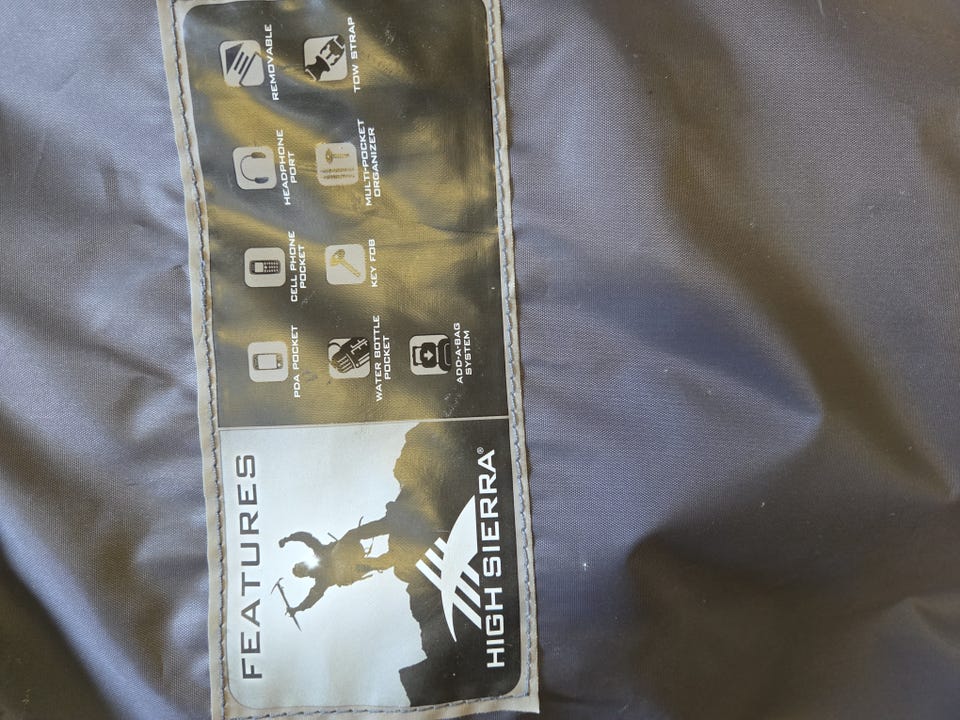 FEATURES
HIGH SIERRA®
PDA POCKET
CELL PHONE
POCKET
HEADPHONE
PORT
REMOVABLE
WATER BOTTLE
POCKET
KEY FOB
MULTI-POCKET
ORGANIZER
TOW STRAP
ADD-A-BAG
SYSTEM